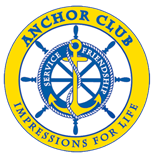 ANCHOR CLUB
SERVICE FRIENDSHIP
IMPRESSIONS FOR LIFE